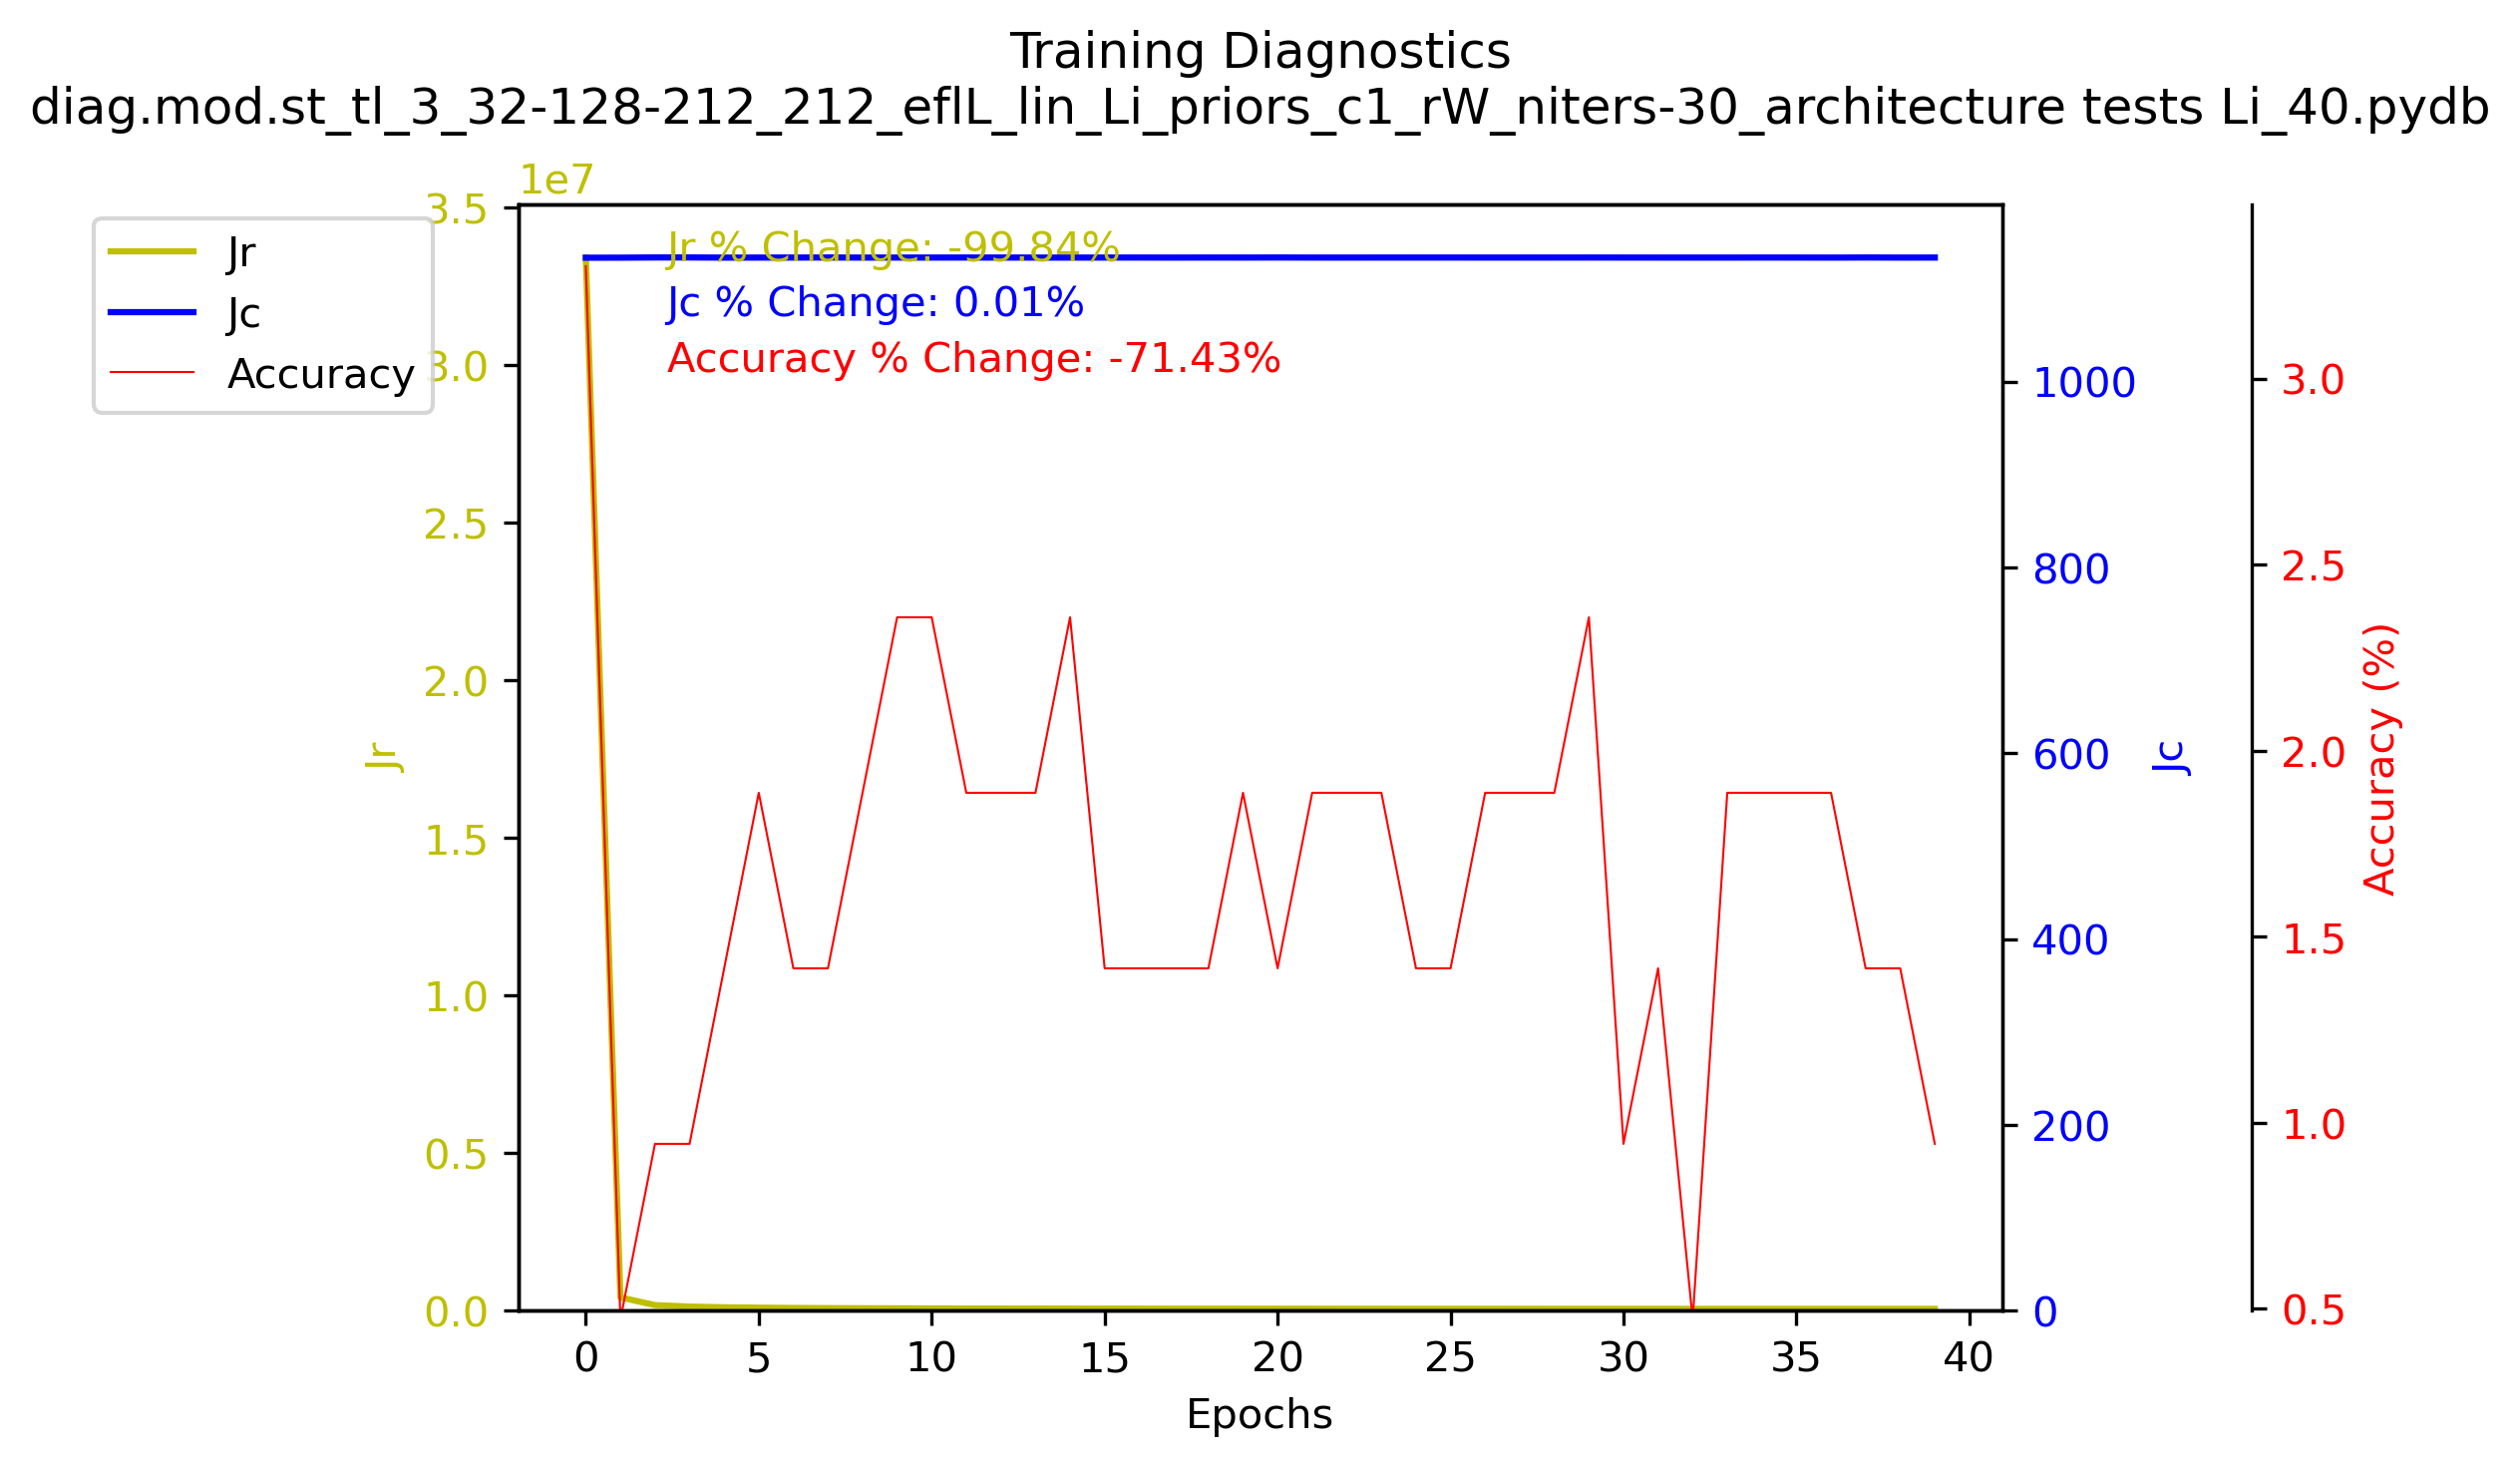 Training Diagnostics
diag.mod.st_tl_3_32-128-212_212_eflL_lin_Li_priors_c1_rW_niters-30_architecture tests Li_40.pydb
1e7
Jr
Jc
Accuracy
Jr % Change: -99.84%
Jc % Change: 0.01%
Accuracy % Change: -71.43%
3.5
3.0
2.5
2.0
1.5
1.0
0.5
0.0
Jr
1000
800
600
400
200
0
Jc
3.0
2.5
2.0
1.5
1.0
0.5
Accuracy (%)
0 5 10 15 20 25 30 35 40
Epochs